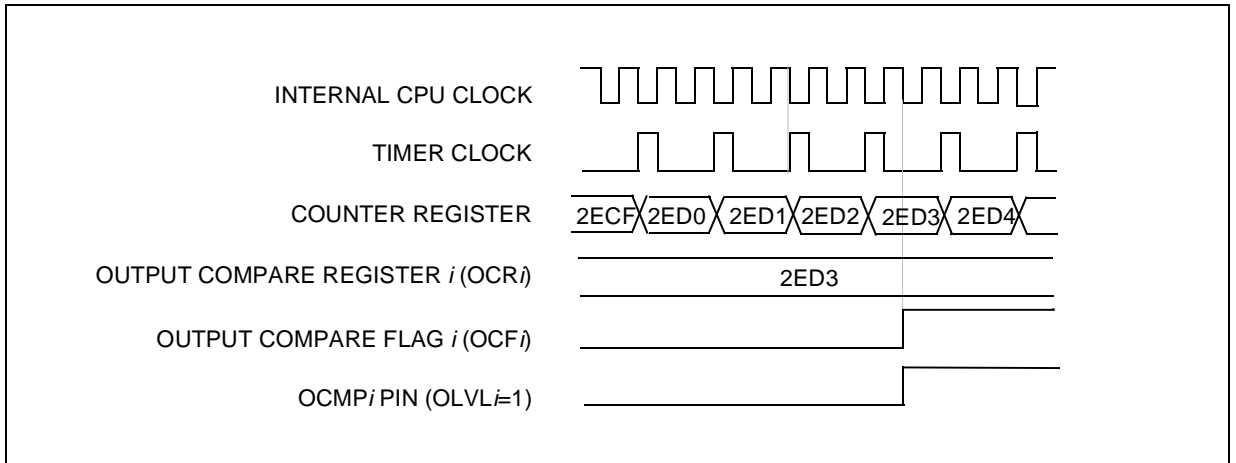 INTERNAL CPU CLOCK
TIMER CLOCK
COUNTER REGISTER 2ECF 2ED0 2ED1 2ED2 2ED3 2ED4
OUTPUT COMPARE REGISTER i (OCRi) 2ED3
OUTPUT COMPARE FLAG i (OCFi)
OCMPi PIN (OLVLi=1)